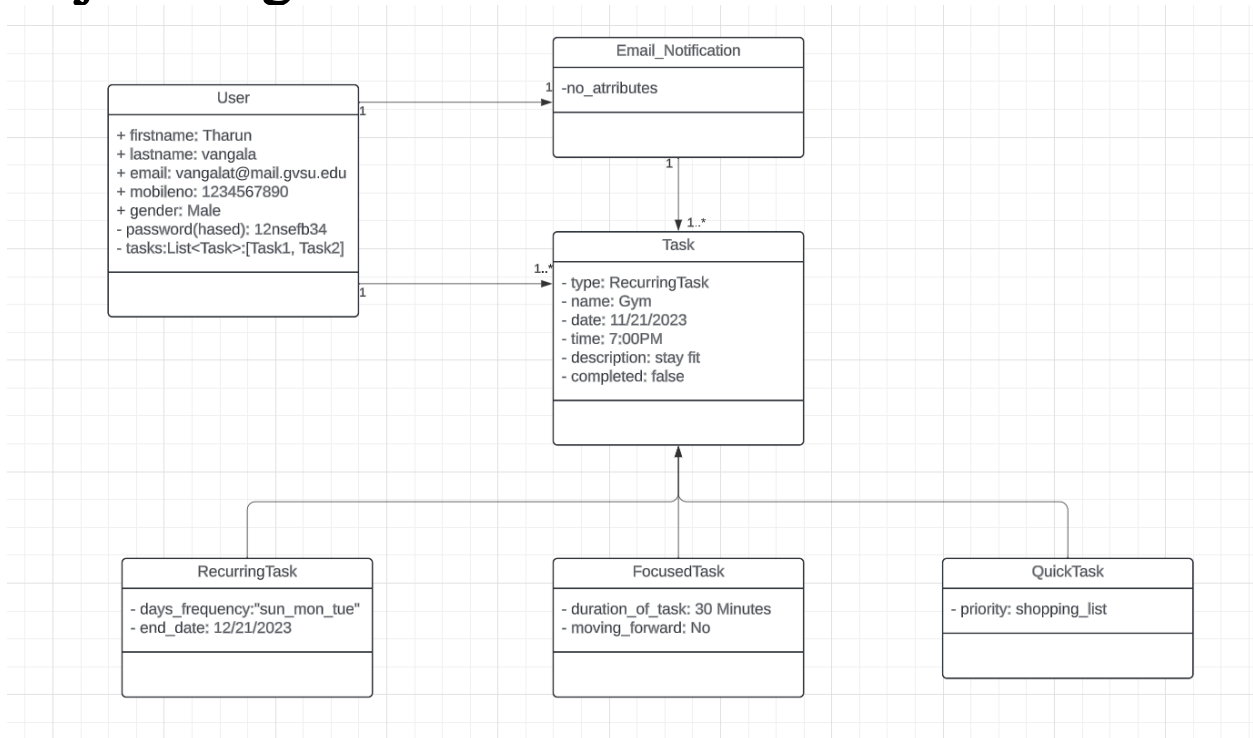 User
+ firstname: Tharun
+ lastname: vangala
+ email: vangalat@mail.gvsu.edu
+ mobileno: 1234567890
+ gender: Male
- password(hased): 12nsefb34
- tasks:List<Task>:[Task1, Task2]
1
1
1
1..*
Email_Notification
-no_atrributes
1
1..*
Task
- type: RecurringTask
- name: Gym
- date: 11/21/2023
- time: 7:00PM
- description: stay fit
- completed: false
RecurringTask
- days_frequency:"sun_mon_tue"
- end_date: 12/21/2023
FocusedTask
- duration_of_task: 30 Minutes
- moving_forward: No
QuickTask
- priority: shopping_list